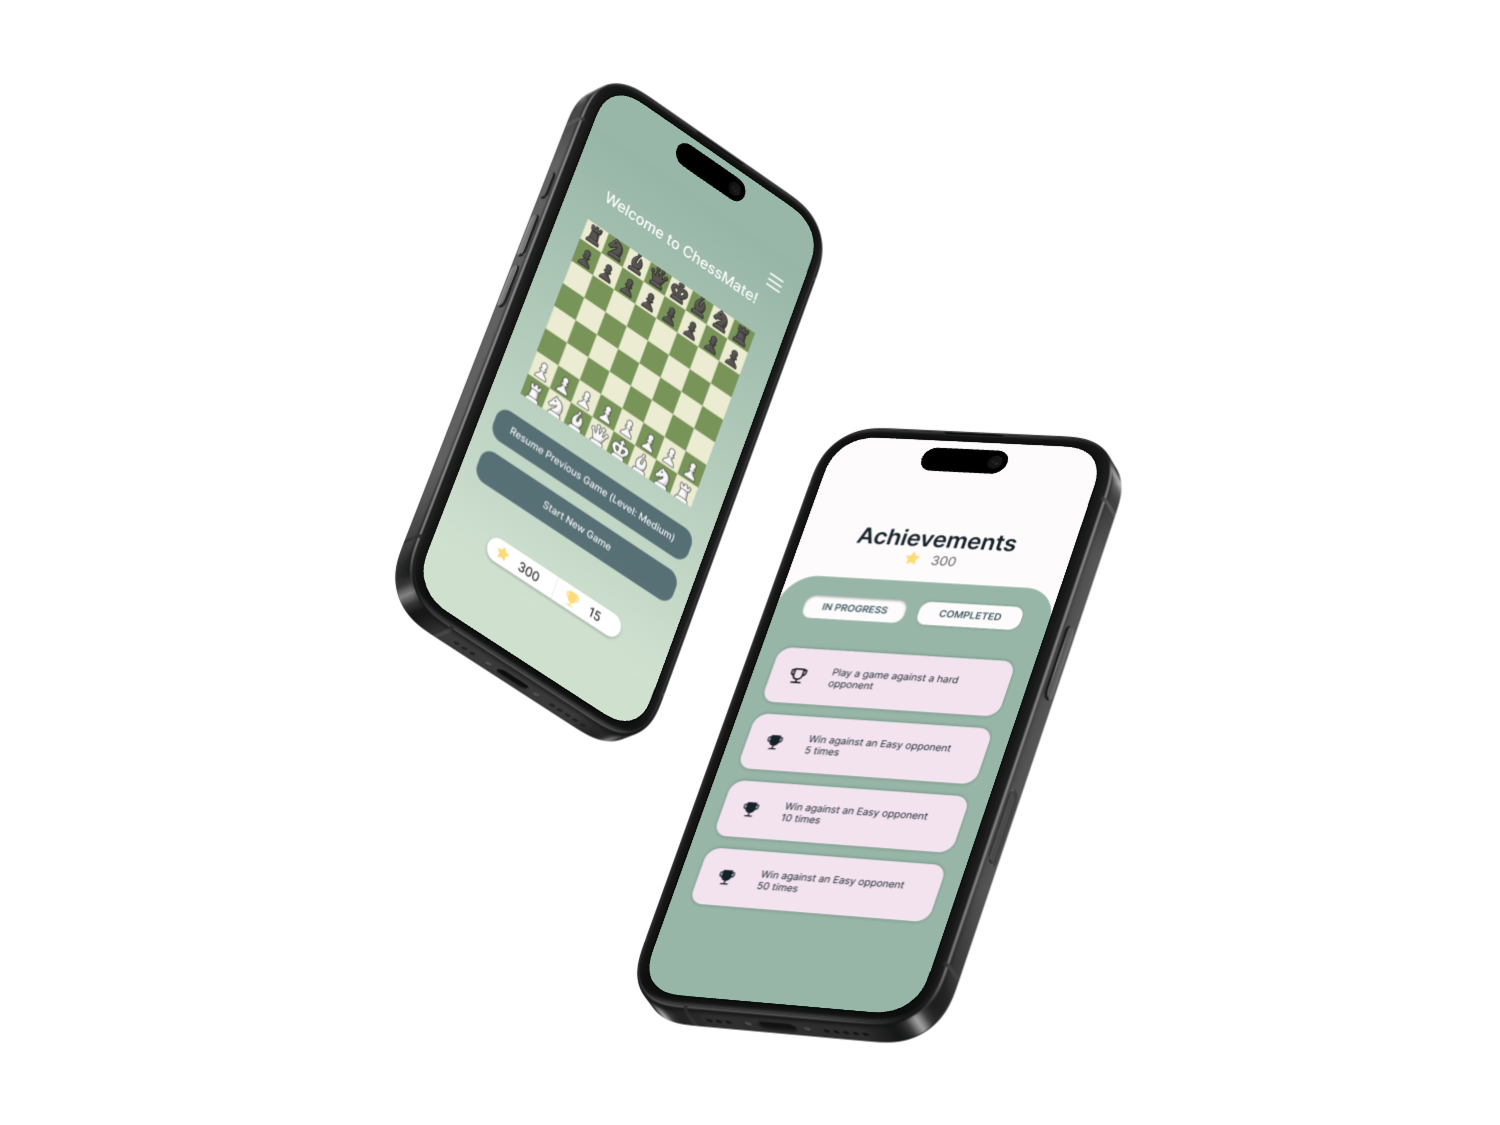 Welcome to ChessMate!
Resume Previous Game (Level: Medium)
Start New Game
300
15
Achievements
300
IN PROGRESS
COMPLETED
Play a game against a hard
opponent
Win against an Easy opponent
5 times
Win against an Easy opponent
10 times
Win against an Easy opponent
50 times